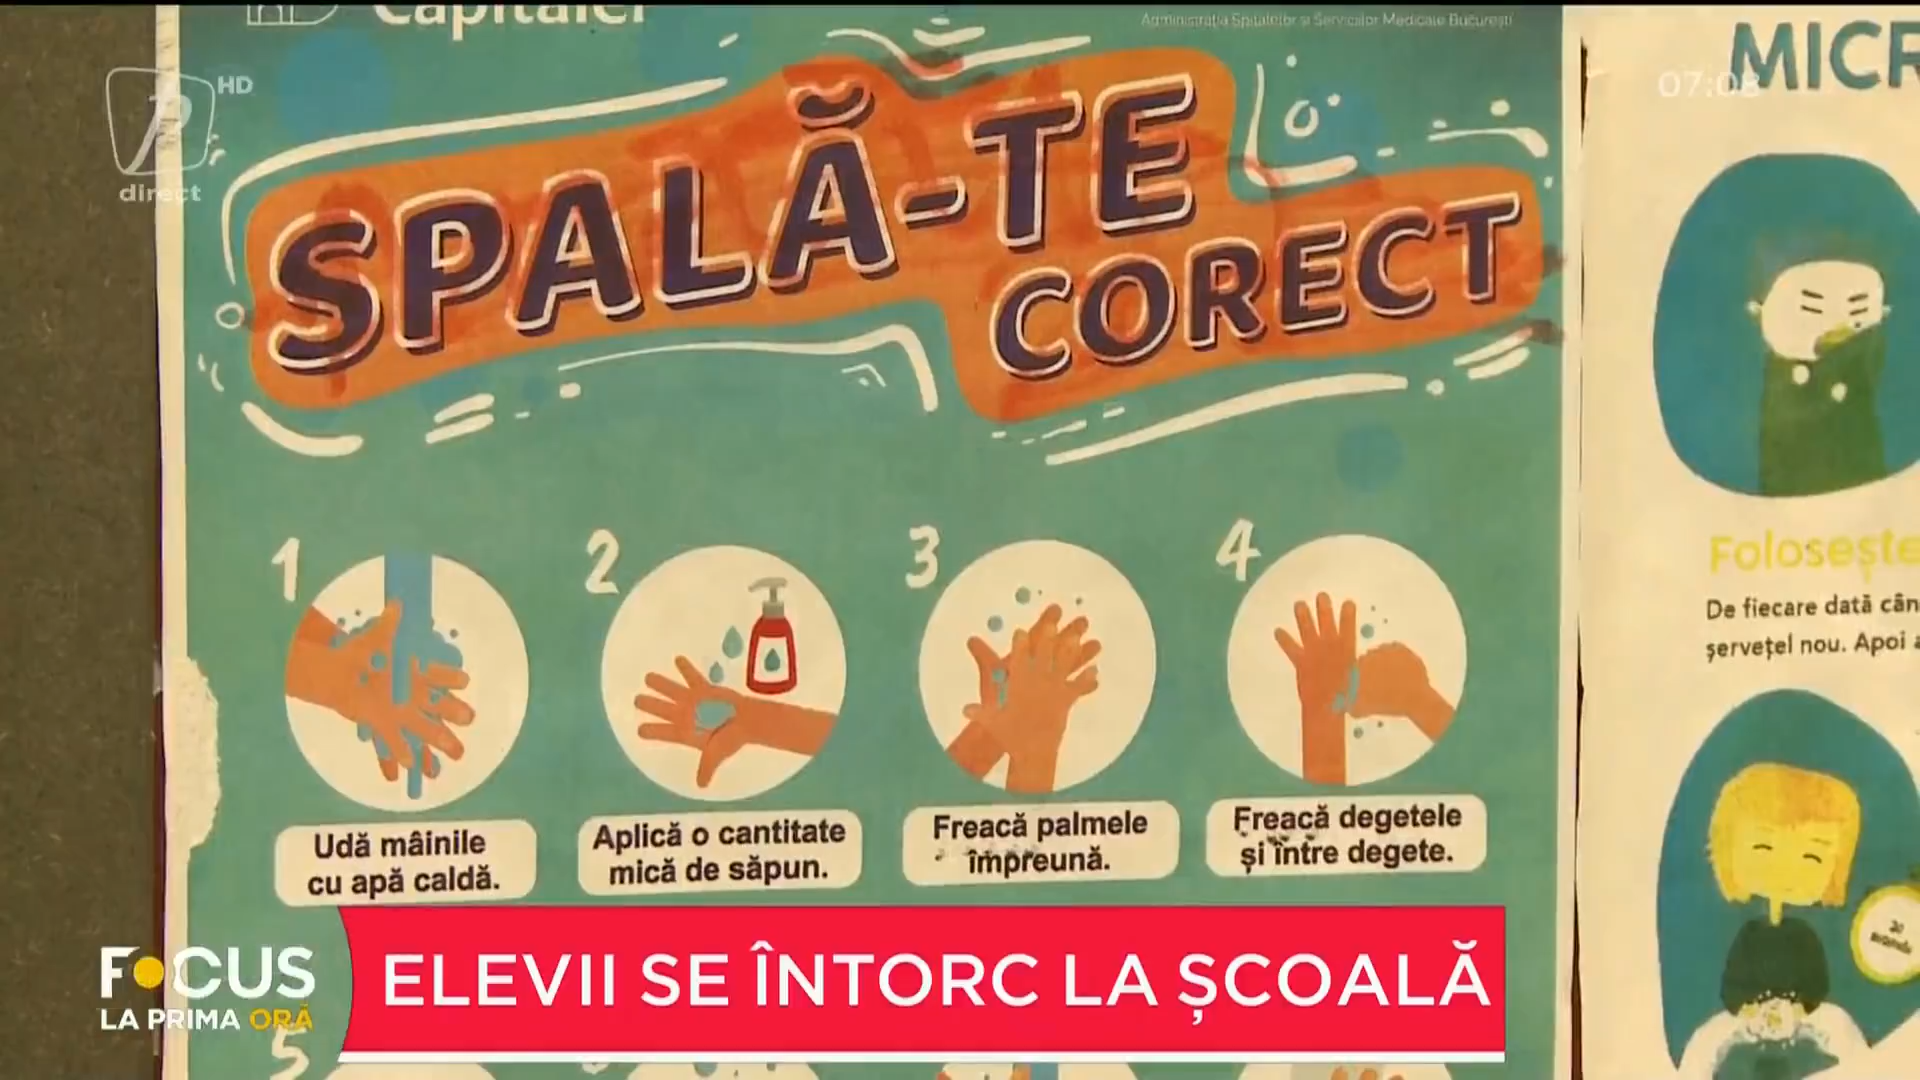 Capitalei
Administrația Spitalelor și Serviciilor Medicale București
HD
direct
07:08
SPALĂ-TE
CORECT
1
2
3
4
Udă mâinile
cu apă caldă.
Aplică o cantitate
mică de săpun.
Freacă palmele
împreună.
Freacă degetele
și între degete.
5
MICR
Folosește
De fiecare dată cân
șervețel nou. Apoi a
FOCUS
LA PRIMA ORĂ
ELEVII SE ÎNTORC LA ȘCOALĂ